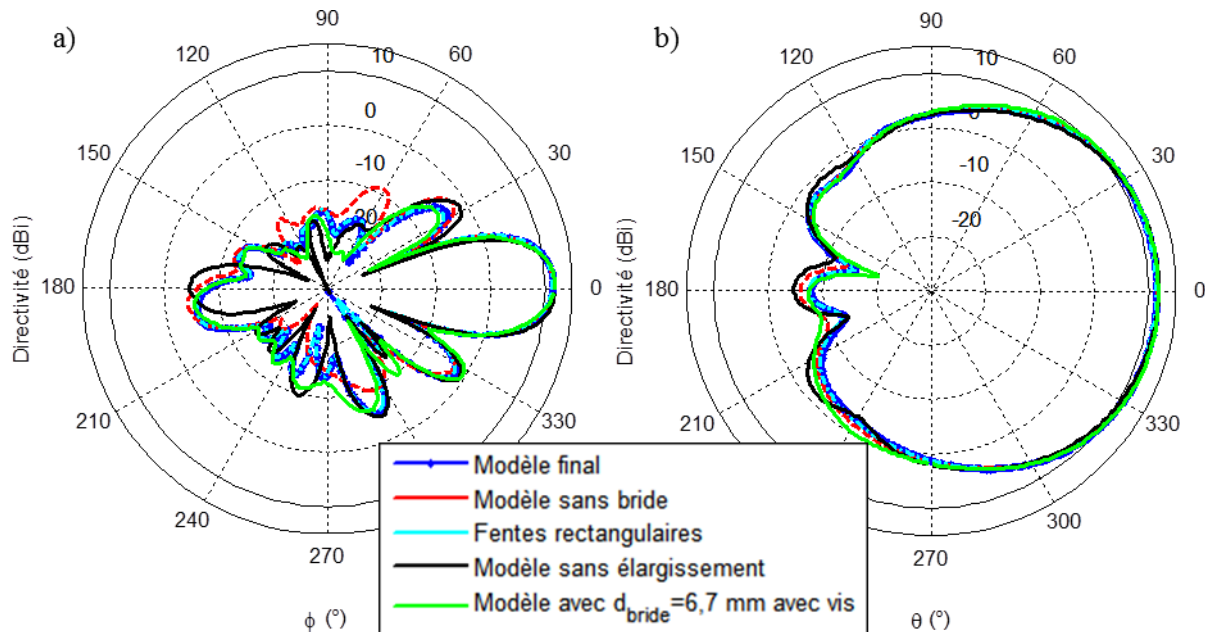 a)
90
120
60
10
0
150
30
-10
20
Directivité (dBi)
180
0
210
330
240
270
ϕ (°)
b)
90
120
60
10
0
150
30
-10
-20
Directivité (dBi)
180
0
210
330
300
270
θ (°)
Modèle final
Modèle sans bride
Fentes rectangulaires
Modèle sans élargissement
Modèle avec d_bride=6,7 mm avec vis